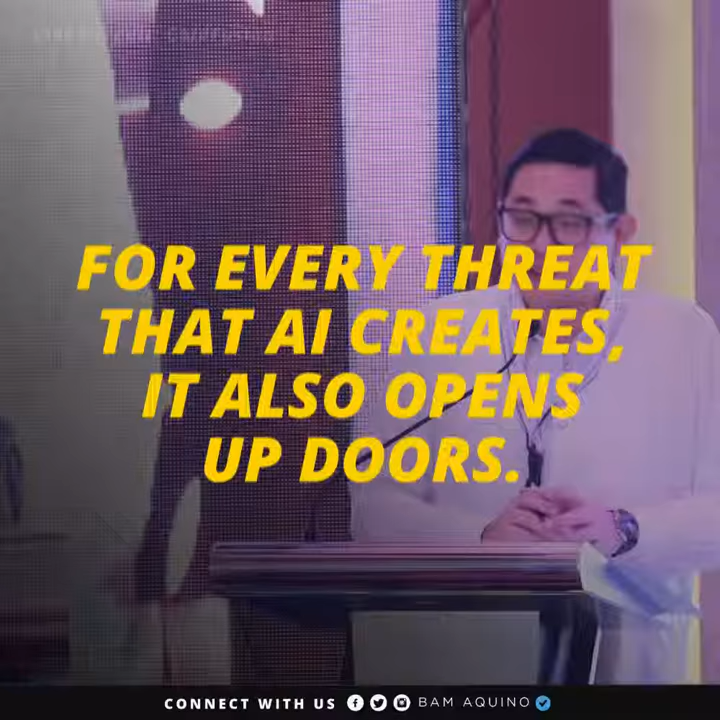 FOR EVERY THREAT
THAT AI CREATES,
IT ALSO OPENS
UP DOORS.
CONNECT WITH US BAM AQUINO